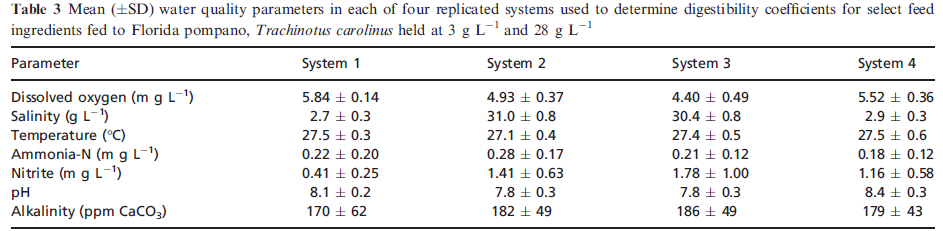 Table 3 Mean (±SD) water quality parameters in each of four replicated systems used to determine digestibility coefficients for select feed
ingredients fed to Florida pompano, Trachinotus carolinus held at 3 g L⁻¹ and 28 g L⁻¹
Parameter System 1 System 2 System 3 System 4
Dissolved oxygen (m g L⁻¹) 5.84 ± 0.14 4.93 ± 0.37 4.40 ± 0.49 5.52 ± 0.36
Salinity (g L⁻¹) 2.7 ± 0.3 31.0 ± 0.8 30.4 ± 0.8 2.9 ± 0.3
Temperature (°C) 27.5 ± 0.3 27.1 ± 0.4 27.4 ± 0.5 27.5 ± 0.6
Ammonia-N (m g L⁻¹) 0.22 ± 0.20 0.28 ± 0.17 0.21 ± 0.12 0.18 ± 0.12
Nitrite (m g L⁻¹) 0.41 ± 0.25 1.41 ± 0.63 1.78 ± 1.00 1.16 ± 0.58
pH 8.1 ± 0.2 7.8 ± 0.3 7.8 ± 0.3 8.4 ± 0.3
Alkalinity (ppm CaCO₃) 170 ± 62 182 ± 49 186 ± 49 179 ± 43